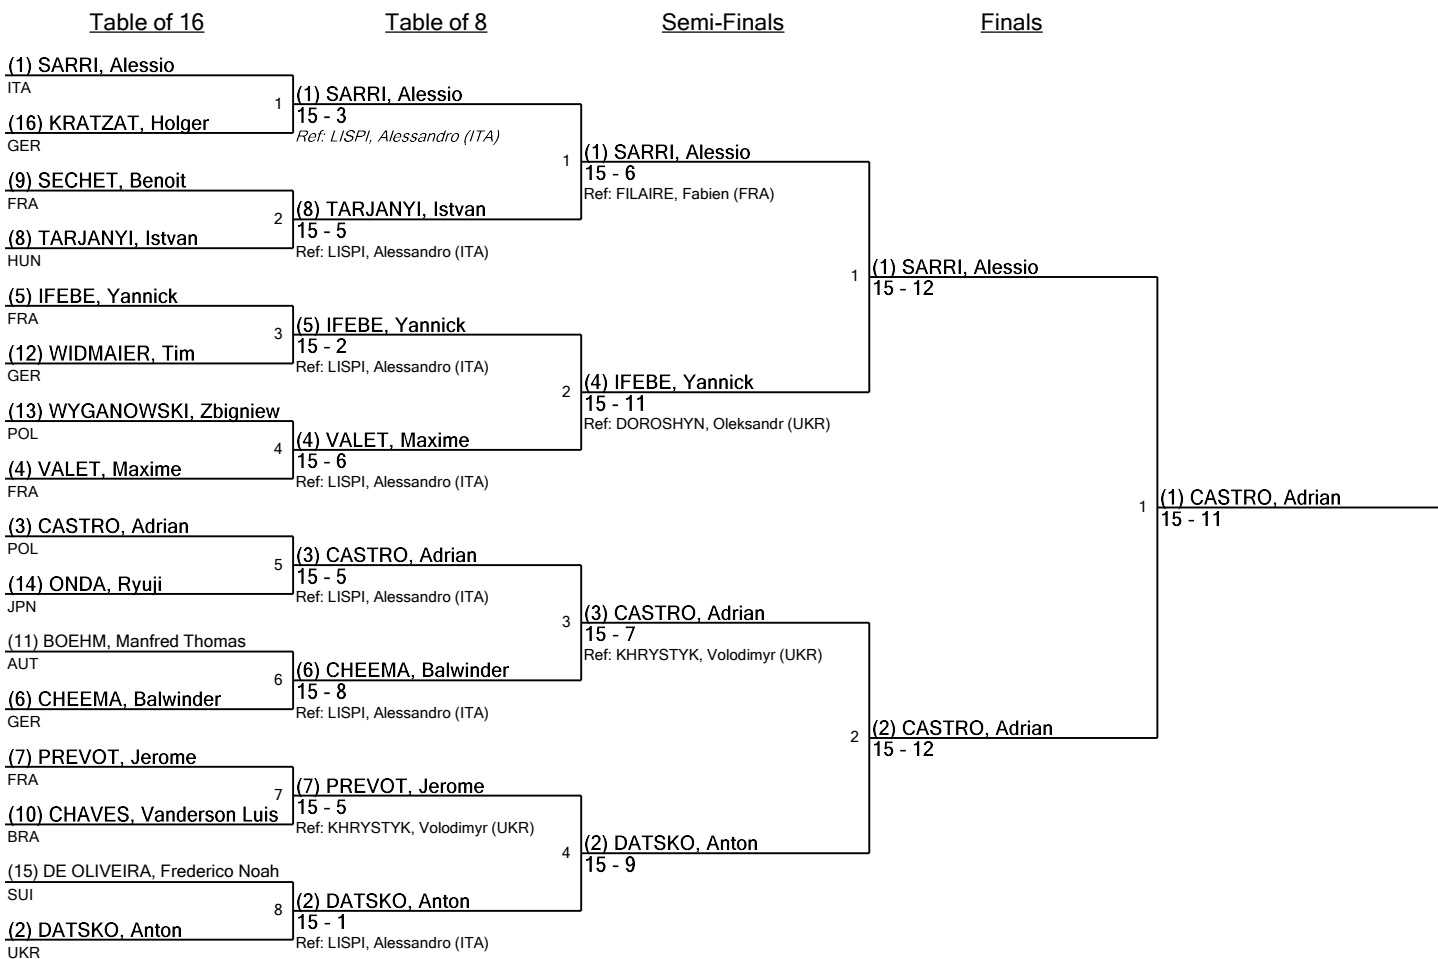 Table of 16
Table of 8
Semi-Finals
Finals
(1) SARRI, Alessio
ITA
1
(16) KRATZAT, Holger
GER
(9) SECHET, Benoit
FRA
2
(8) TARJANYI, Istvan
HUN
(5) IFEBE, Yannick
FRA
3
(12) WIDMAIER, Tim
GER
(13) WYGANOWSKI, Zbigniew
POL
4
(4) VALET, Maxime
FRA
(3) CASTRO, Adrian
POL
5
(14) ONDA, Ryuji
JPN
(11) BOEHM, Manfred Thomas
AUT
6
(6) CHEEMA, Balwinder
GER
(7) PREVOT, Jerome
FRA
7
(10) CHAVES, Vanderson Luis
BRA
(15) DE OLIVEIRA, Frederico Noah
SUI
8
(2) DATSKO, Anton
UKR
(1) SARRI, Alessio
15 - 3
Ref: LISPI, Alessandro (ITA)
1
(8) TARJANYI, Istvan
15 - 5
Ref: LISPI, Alessandro (ITA)
(5) IFEBE, Yannick
15 - 2
Ref: LISPI, Alessandro (ITA)
2
(4) VALET, Maxime
15 - 6
Ref: LISPI, Alessandro (ITA)
(3) CASTRO, Adrian
15 - 5
Ref: LISPI, Alessandro (ITA)
3
(6) CHEEMA, Balwinder
15 - 8
Ref: LISPI, Alessandro (ITA)
(7) PREVOT, Jerome
15 - 5
Ref: KHRYSTYK, Volodimyr (UKR)
4
(2) DATSKO, Anton
15 - 1
Ref: LISPI, Alessandro (ITA)
(1) SARRI, Alessio
15 - 6
Ref: FILAIRE, Fabien (FRA)
1
(4) IFEBE, Yannick
15 - 11
Ref: DOROSHYN, Oleksandr (UKR)
(3) CASTRO, Adrian
15 - 7
Ref: KHRYSTYK, Volodimyr (UKR)
2
(2) DATSKO, Anton
15 - 9
(1) SARRI, Alessio
15 - 12
1
(2) CASTRO, Adrian
15 - 12
(1) CASTRO, Adrian
15 - 11